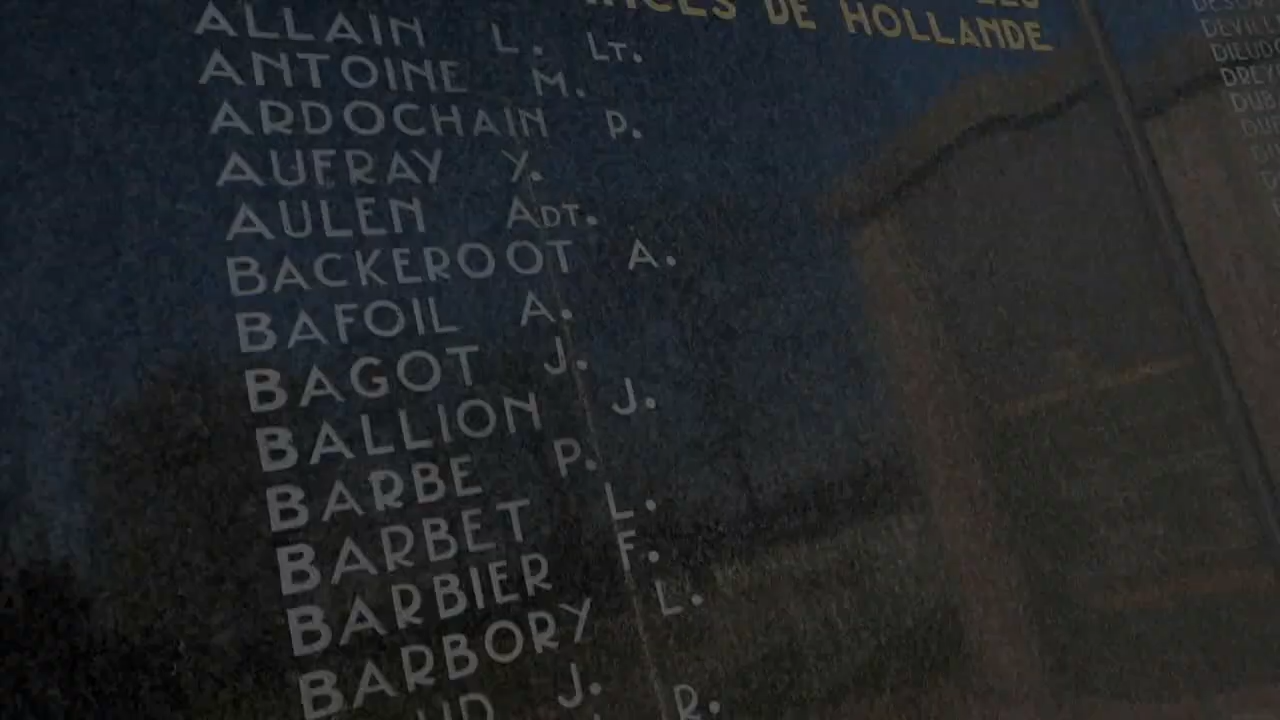 DE HOLLANDE
ALLAIN L. LT.
ANTOINE M.
ARDOCHAIN P.
AUFRAY Y.
AULEN ADT.
BACKEROOT A.
BAFOIL A.
BAGOT J.
BALLION J.
BARBE P.
BARBET L.
BARBIER F.
BARBORY L.
J.
R.